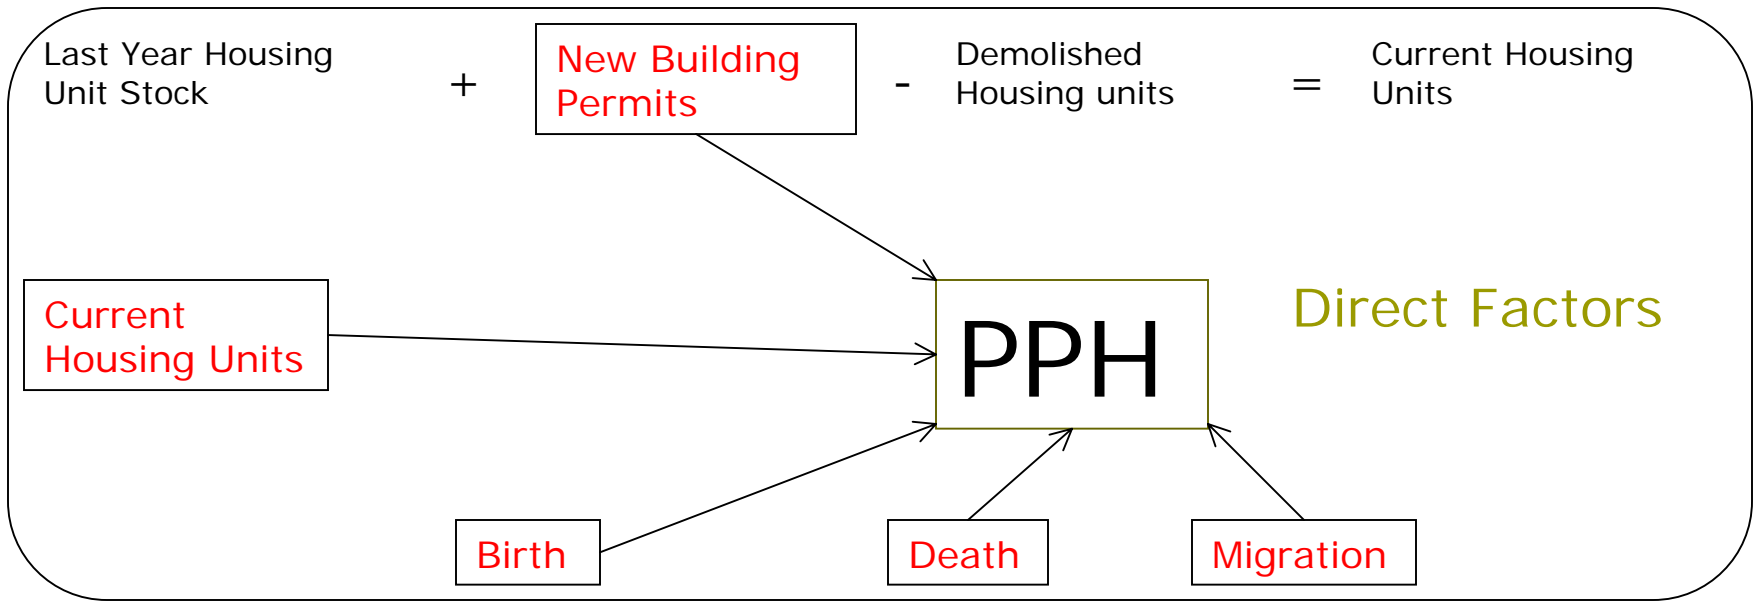 Last Year Housing
Unit Stock
+
New Building
Permits
-
Demolished
Housing units
=
Current Housing
Units
Current
Housing Units
PPH
Direct Factors
Birth
Death
Migration